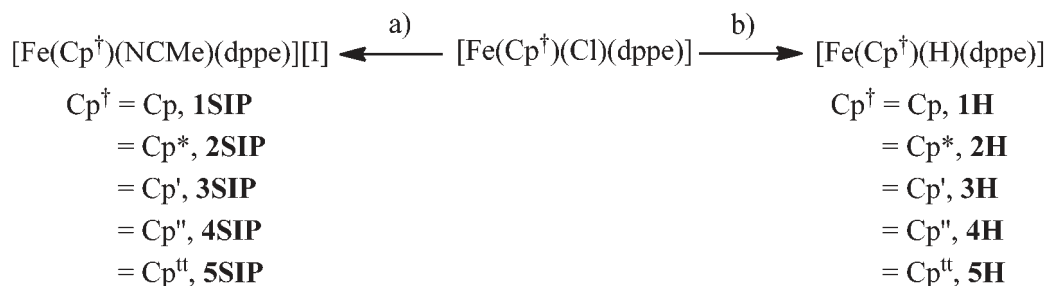 [Fe(Cp†)(NCMe)(dppe)][I] a) [Fe(Cp†)(Cl)(dppe)] b) [Fe(Cp†)(H)(dppe)]
Cp† = Cp, 1SIP Cp† = Cp, 1H
= Cp*, 2SIP = Cp*, 2H
= Cp', 3SIP = Cp', 3H
= Cp", 4SIP = Cp", 4H
= Cptt, 5SIP = Cptt, 5H